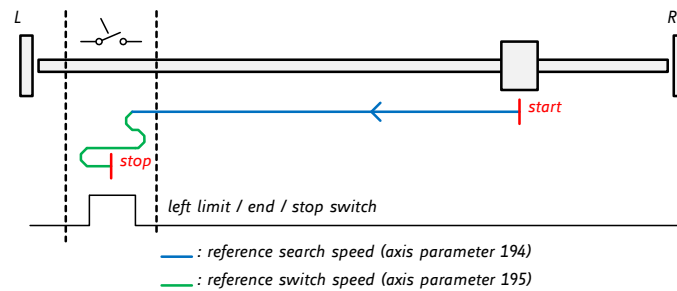 L
R
start
stop
left limit / end / stop switch
: reference search speed (axis parameter 194)
: reference switch speed (axis parameter 195)